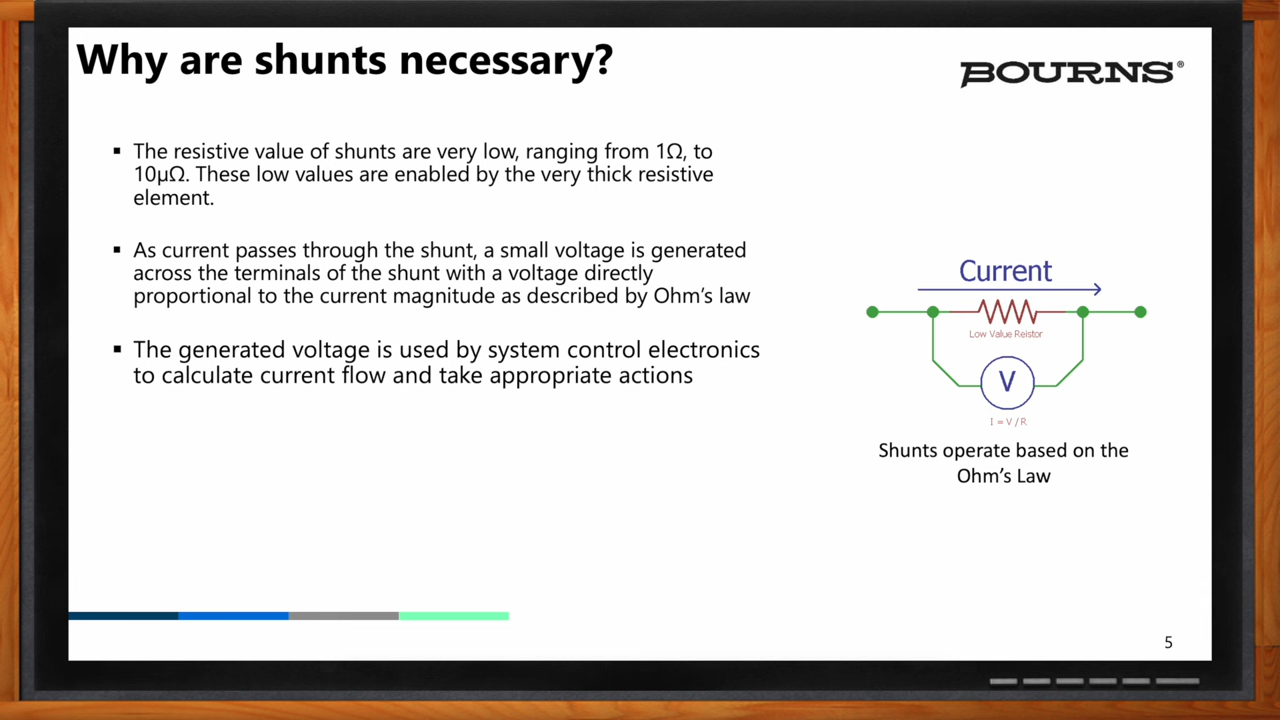 Why are shunts necessary?
BOURNS®
▪ The resistive value of shunts are very low, ranging from 1Ω, to
10µΩ. These low values are enabled by the very thick resistive
element.
▪ As current passes through the shunt, a small voltage is generated
across the terminals of the shunt with a voltage directly
proportional to the current magnitude as described by Ohm’s law
▪ The generated voltage is used by system control electronics
to calculate current flow and take appropriate actions
Current
Low Value Reistor
V
I = V / R
Shunts operate based on the
Ohm’s Law
5